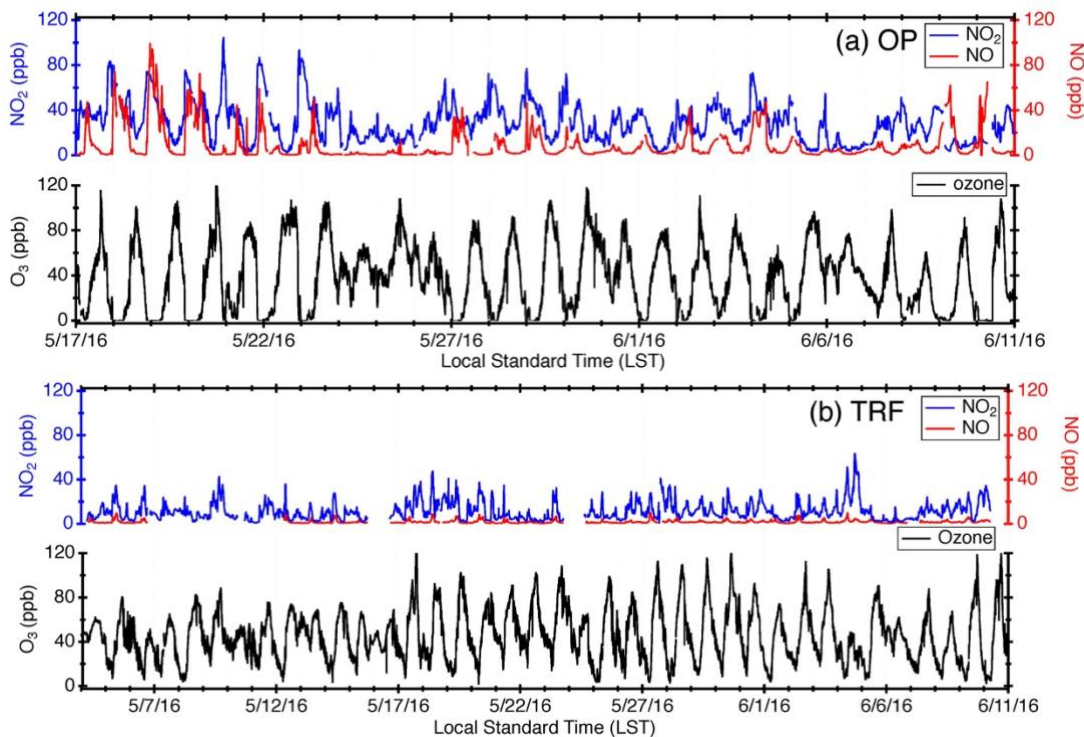 (a) OP
NO₂
NO
NO₂ (ppb)
120
80
40
0
NO (ppb)
120
80
40
0
ozone
O₃ (ppb)
120
80
40
0
5/17/16 5/22/16 5/27/16 6/1/16 6/6/16 6/11/16
Local Standard Time (LST)
(b) TRF
NO₂
NO
NO₂ (ppb)
120
80
40
0
NO (ppb)
120
80
40
0
Ozone
O₃ (ppb)
120
80
40
0
5/7/16 5/12/16 5/17/16 5/22/16 5/27/16 6/1/16 6/6/16 6/11/16
Local Standard Time (LST)